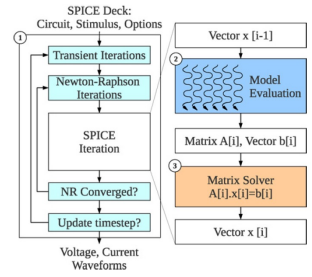 SPICE Deck:
Circuit, Stimulus, Options
1
Transient Iterations
Newton-Raphson
Iterations
SPICE
Iteration
NR Converged?
Update timestep?
Voltage, Current
Waveforms
Vector x [i-1]
2
Model
Evaluation
Matrix A[i], Vector b[i]
3
Matrix Solver
A[i].x[i]=b[i]
Vector x [i]